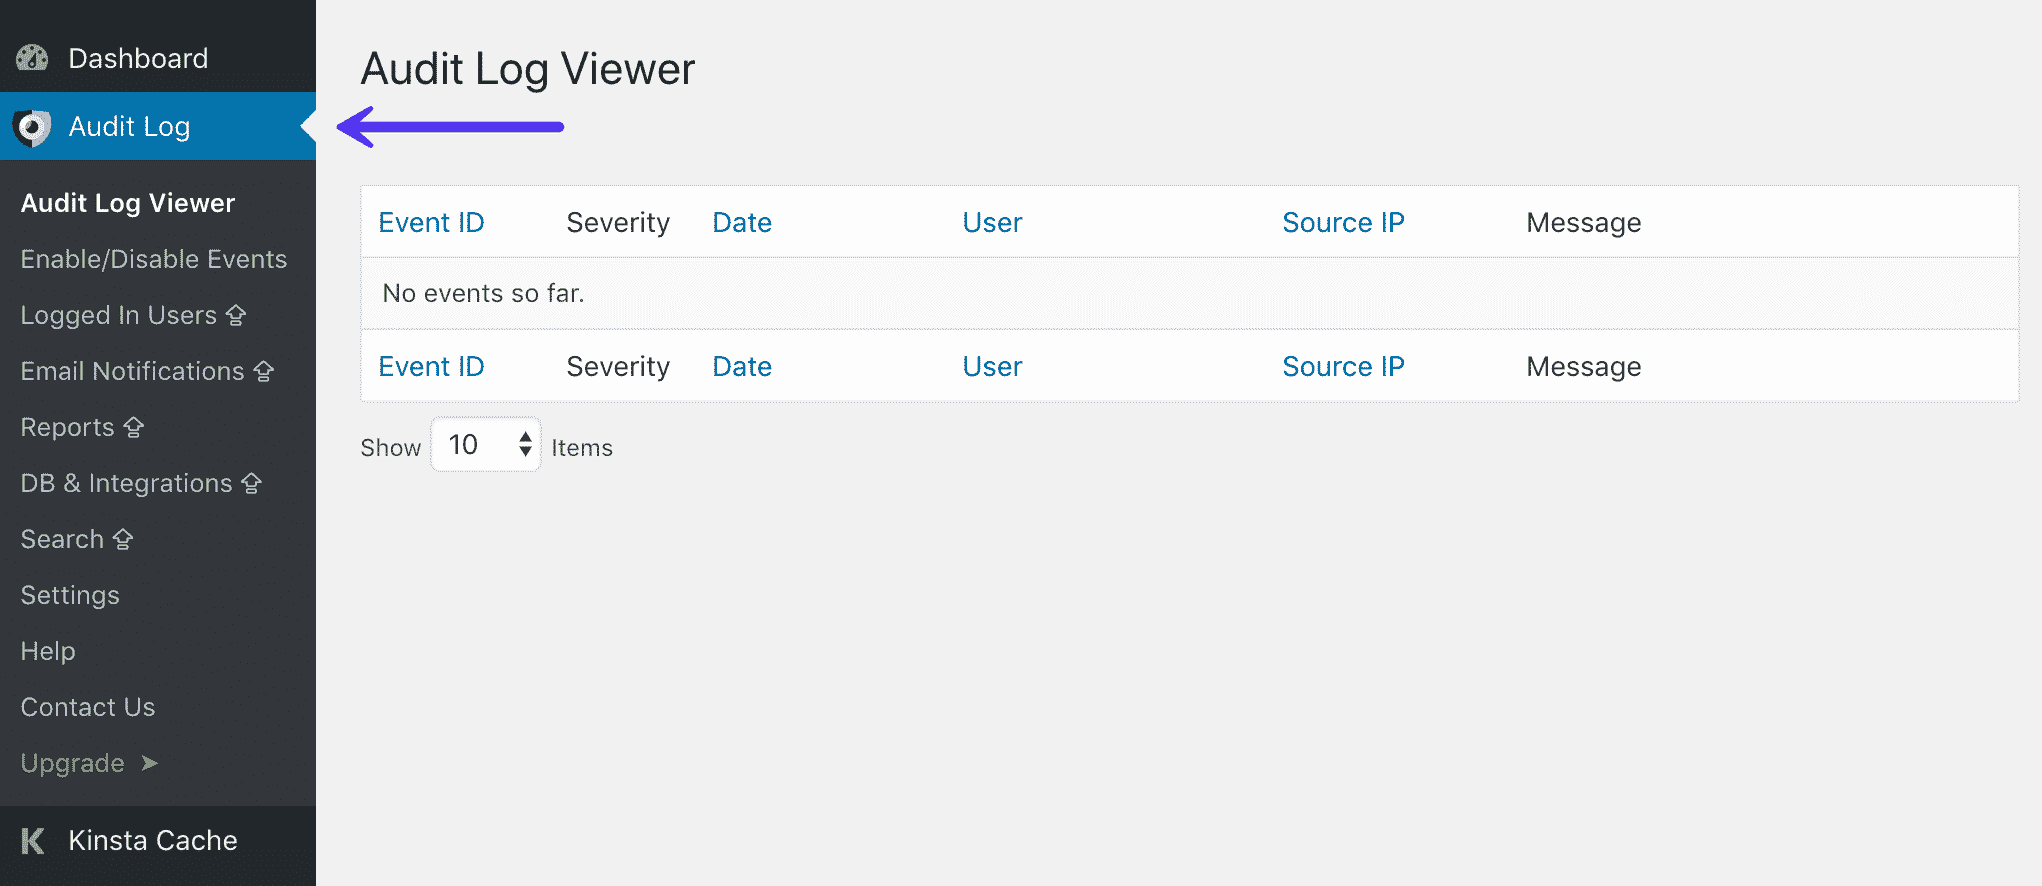 Dashboard
Audit Log
Audit Log Viewer
Enable/Disable Events
Logged In Users
Email Notifications
Reports
DB & Integrations
Search
Settings
Help
Contact Us
Upgrade ➤
Kinsta Cache
Audit Log Viewer
Event ID Severity Date User Source IP Message
No events so far.
Event ID Severity Date User Source IP Message
Show 10 Items